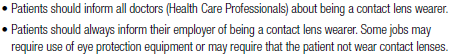 • Patients should inform all doctors (Health Care Professionals) about being a contact lens wearer.
• Patients should always inform their employer of being a contact lens wearer. Some jobs may
require use of eye protection equipment or may require that the patient not wear contact lenses.